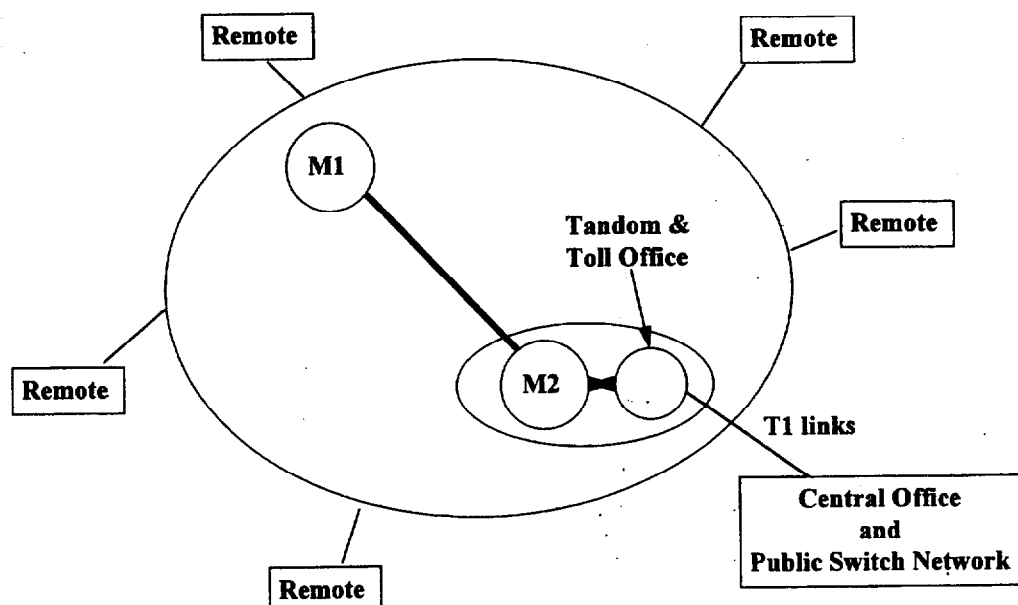 Remote
Remote
M1
Tandom &
Toll Office
Remote
Remote
M2
T1 links
Central Office
and
Public Switch Network
Remote